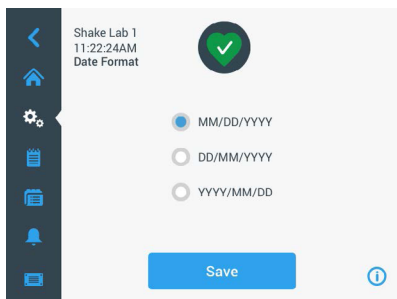 Shake Lab 1
11:22:24AM
Date Format
MM/DD/YYYY
DD/MM/YYYY
YYYY/MM/DD
Save